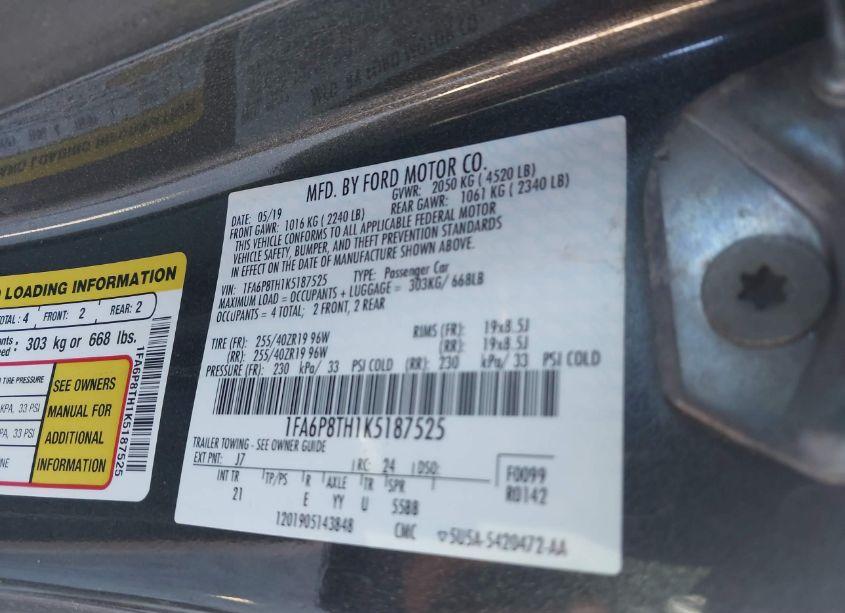 MFD. BY FORD MOTOR CO.
DATE: 05/19 GVWR: 2050 KG ( 4520 LB)
FRONT GAWR: 1016 KG ( 2240 LB) REAR GAWR: 1061 KG ( 2340 LB)
THIS VEHICLE CONFORMS TO ALL APPLICABLE FEDERAL MOTOR
VEHICLE SAFETY, BUMPER, AND THEFT PREVENTION STANDARDS
IN EFFECT ON THE DATE OF MANUFACTURE SHOWN ABOVE.
VIN: 1FA6P8TH1K5187525 TYPE: Passenger Car
MAXIMUM LOAD = OCCUPANTS + LUGGAGE = 303KG/ 668LB
OCCUPANTS = 4 TOTAL; 2 FRONT, 2 REAR
TIRE (FR): 255/40ZR19 96W RIMS (FR): 19x8.5J
(RR): 255/40ZR19 96W (RR): 19x8.5J
PRESSURE (FR): 230 kPa/ 33 PSI COLD (RR): 230 kPa/ 33 PSI COLD
1FA6P8TH1K5187525
TRAILER TOWING - SEE OWNER GUIDE
EXT PNT: J7 RC: 24 DSO: F0099
INT TR TP/PS R AXLE TR SPR R0142
21 E YY U 55BB
1201905143848 CMC 5U5A-5420472-AA
LOADING INFORMATION
TOTAL: 4 FRONT: 2 REAR: 2
303 kg or 668 lbs.
TIRE PRESSURE
KPA, 33 PSI
KPA, 33 PSI
SEE OWNERS
MANUAL FOR
ADDITIONAL
INFORMATION
1FA6P8TH1K5187525